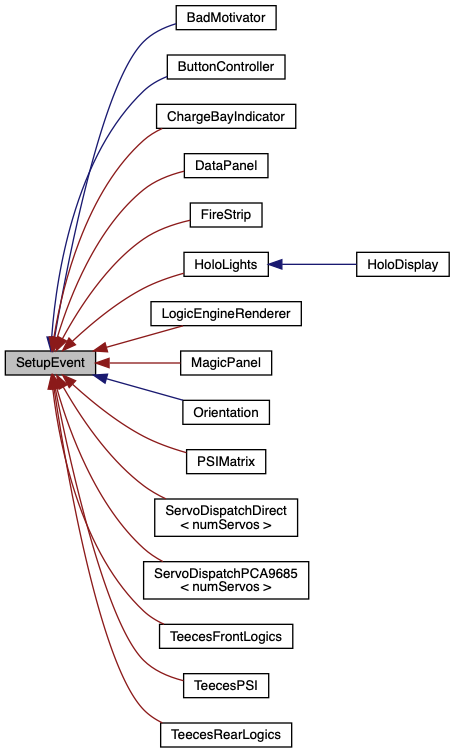 BadMotivator
ButtonController
ChargeBayIndicator
DataPanel
FireStrip
HoloLights
HoloDisplay
LogicEngineRenderer
SetupEvent
MagicPanel
Orientation
PSIMatrix
ServoDispatchDirect
< numServos >
ServoDispatchPCA9685
< numServos >
TeecesFrontLogics
TeecesPSI
TeecesRearLogics